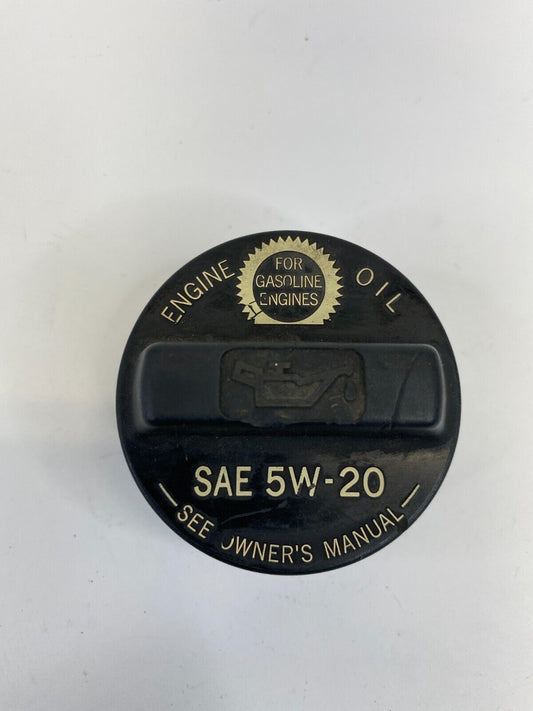 ENGINE OIL
FOR
GASOLINE
ENGINES
SAE 5W-20
—SEE OWNER'S MANUAL—